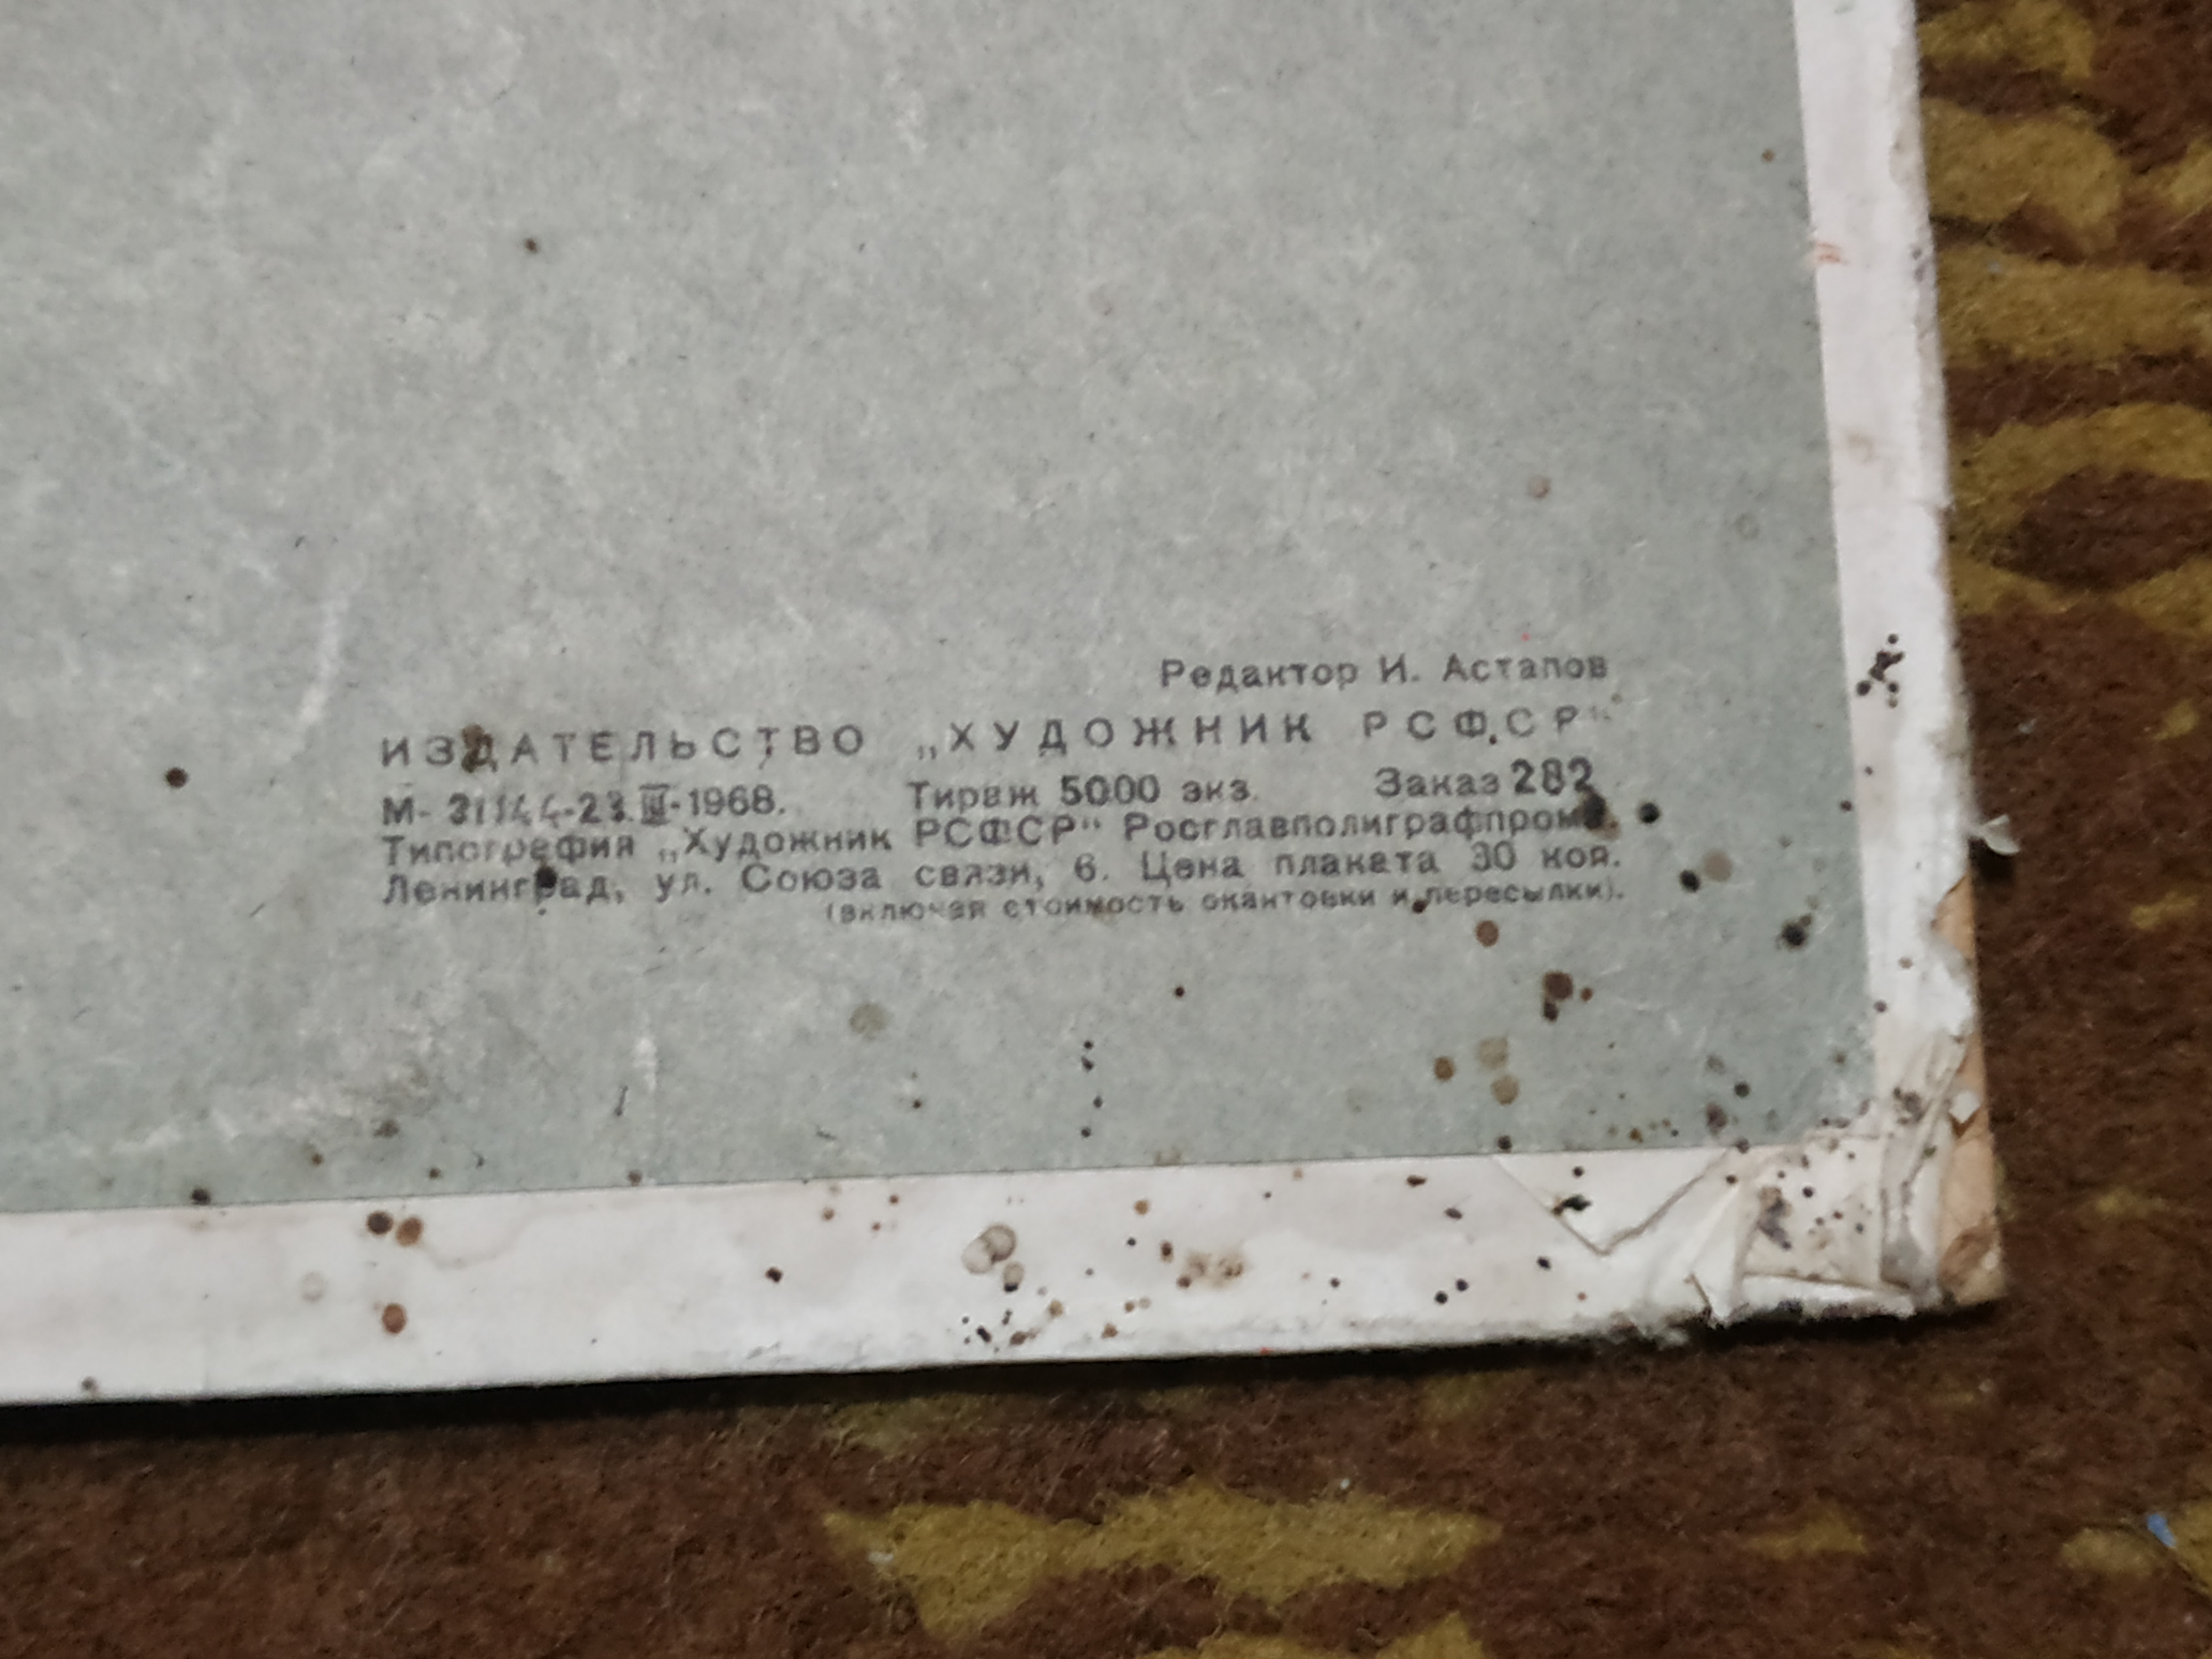 Редактор И. Астапов
ИЗДАТЕЛЬСТВО „ХУДОЖНИК РСФСР“
М- 31144-23.III-1968. Тираж 5000 экз. Заказ 282
Типография „Художник РСФСР“ Росглавполиграфпрома.
Ленинград, ул. Союза связи, 6. Цена плаката 30 коп.
(включая стоимость окантовки и пересылки).